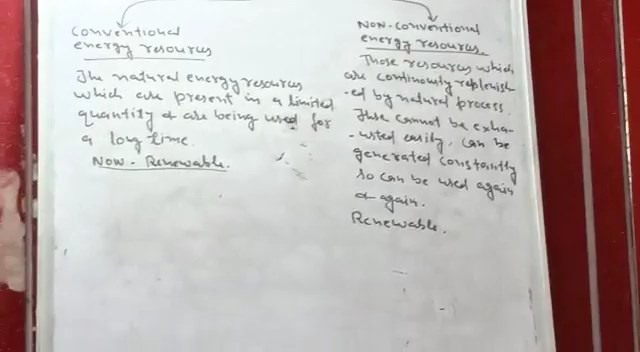 Conventional
energy resources
The natural energy resources
which are present in a limited
quantity & are being used for
a long time.
Non-Renewable.
Non-conventional
energy resources.
Those resources which
are continously replenish
-ed by natural process.
These cannot be exha
-usted easily, can be
generated constantly
so can be used again
& again.
Renewable.